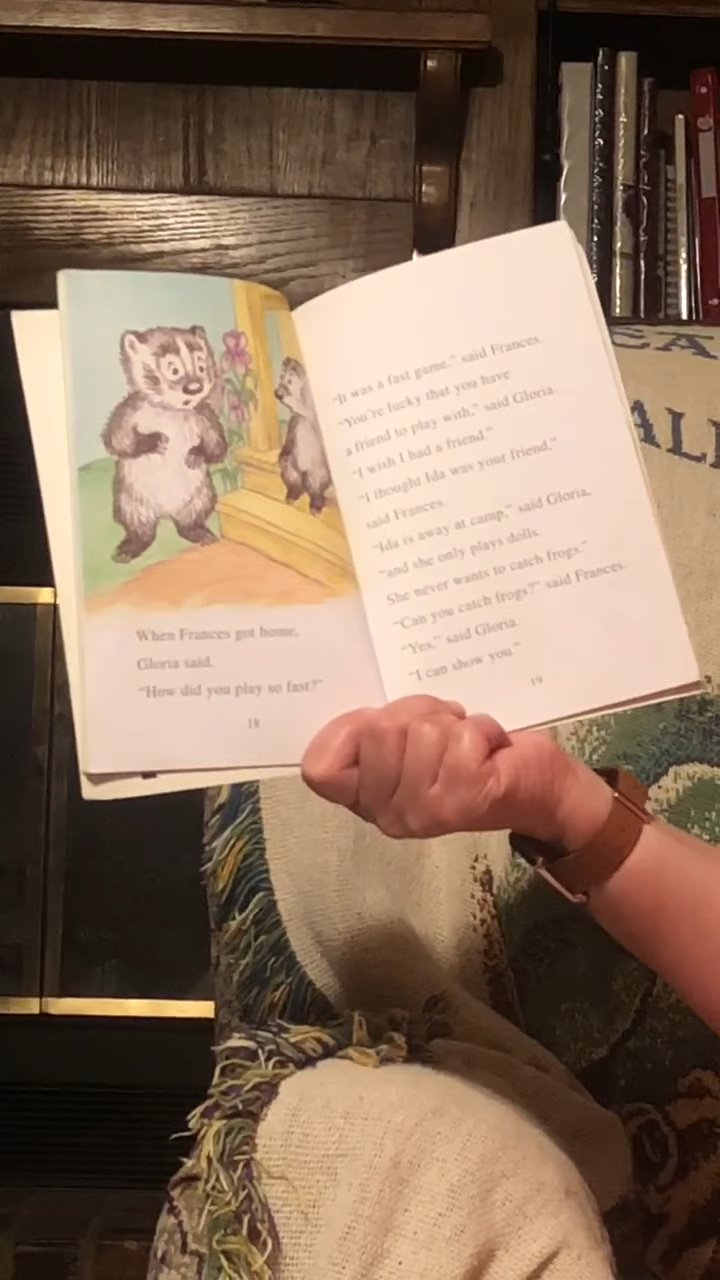 When Frances got home,
Gloria said,
"How did you play so fast?"
18
"It was a fast game," said Frances.
"You're lucky that you have
a friend to play with," said Gloria.
"I wish I had a friend."
"I thought Ida was your friend,"
said Frances.
"Ida is away at camp," said Gloria,
"and she only plays dolls.
She never wants to catch frogs."
"Can you catch frogs?" said Frances.
"Yes," said Gloria.
"I can show you."
19